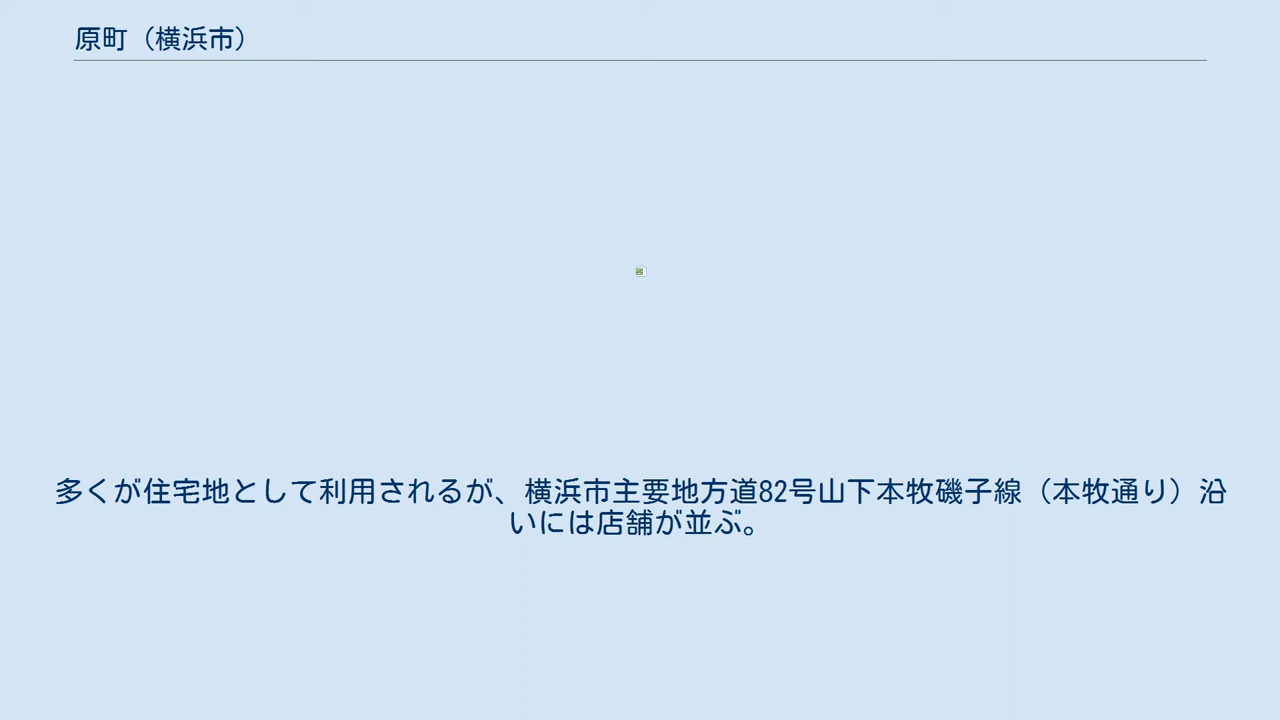 原町（横浜市）
多くが住宅地として利用されるが、横浜市主要地方道82号山下本牧磯子線（本牧通り）沿
いには店舗が並ぶ。